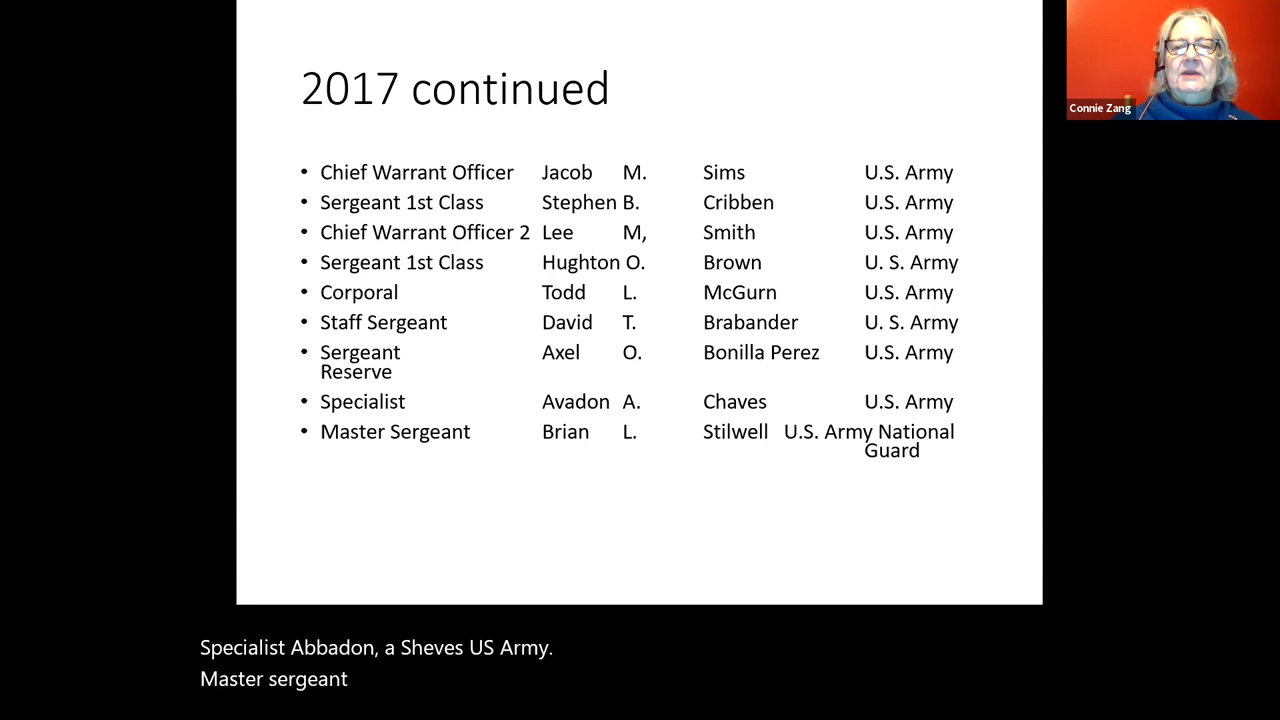 2017 continued
Connie Zang
• Chief Warrant Officer Jacob M. Sims U.S. Army
• Sergeant 1st Class Stephen B. Cribben U.S. Army
• Chief Warrant Officer 2 Lee M, Smith U.S. Army
• Sergeant 1st Class Hughton O. Brown U. S. Army
• Corporal Todd L. McGurn U.S. Army
• Staff Sergeant David T. Brabander U. S. Army
• Sergeant Axel O. Bonilla Perez U.S. Army
Reserve
• Specialist Avadon A. Chaves U.S. Army
• Master Sergeant Brian L. Stilwell U.S. Army National
Guard
Specialist Abbadon, a Sheves US Army.
Master sergeant